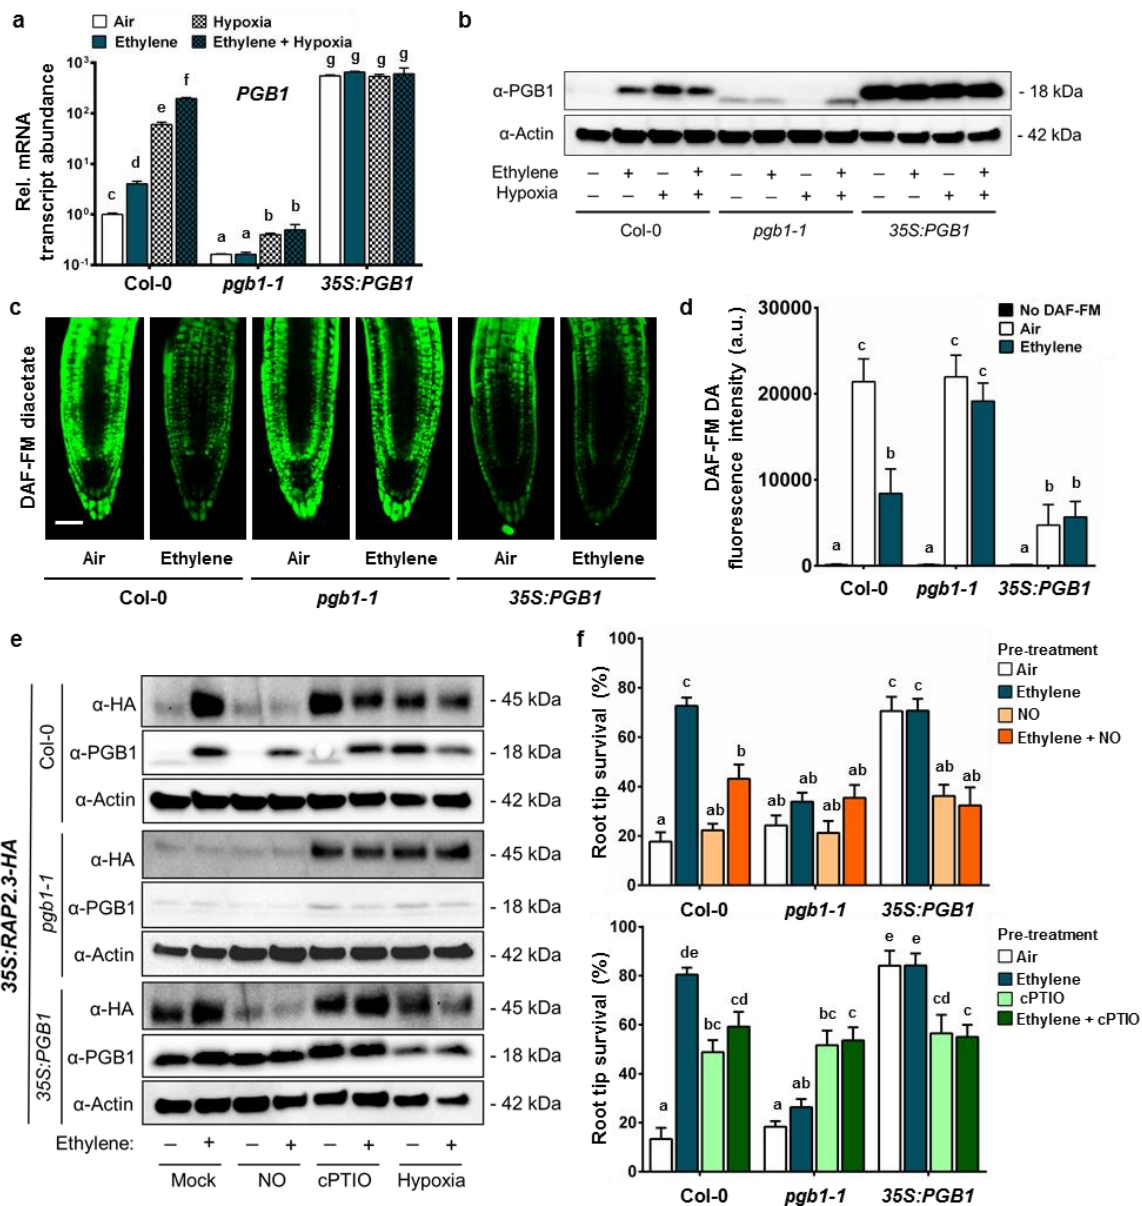 a
Air
Hypoxia
Ethylene
Ethylene + Hypoxia
Rel. mRNA
transcript abundance
10³
10²
10¹
10⁰
10⁻¹
PGB1
c
d
e
f
a
a
b
b
g
g
g
g
Col-0
pgb1-1
35S:PGB1
b
α-PGB1
- 18 kDa
α-Actin
- 42 kDa
Ethylene
– + – + – + – + – + – +
Hypoxia
– – + + – – + + – – + +
Col-0
pgb1-1
35S:PGB1
c
DAF-FM diacetate
Air
Ethylene
Air
Ethylene
Air
Ethylene
Col-0
pgb1-1
35S:PGB1
d
DAF-FM DA
fluorescence intensity (a.u.)
30000
20000
10000
0
No DAF-FM
Air
Ethylene
a
c
b
a
c
c
a
b
b
Col-0
pgb1-1
35S:PGB1
e
35S:RAP2.3-HA
Col-0
α-HA
- 45 kDa
α-PGB1
- 18 kDa
α-Actin
- 42 kDa
pgb1-1
α-HA
- 45 kDa
α-PGB1
- 18 kDa
α-Actin
- 42 kDa
35S:PGB1
α-HA
- 45 kDa
α-PGB1
- 18 kDa
α-Actin
- 42 kDa
Ethylene:
– + – + – + – +
Mock
NO
cPTIO
Hypoxia
f
Root tip survival (%)
100
80
60
40
20
0
Pre-treatment
Air
Ethylene
NO
Ethylene + NO
a
c
ab
b
ab
ab
ab
ab
c
c
ab
ab
Col-0
pgb1-1
35S:PGB1
Root tip survival (%)
100
80
60
40
20
0
Pre-treatment
Air
Ethylene
cPTIO
Ethylene + cPTIO
a
de
bc
cd
a
ab
bc
c
e
e
cd
c
Col-0
pgb1-1
35S:PGB1